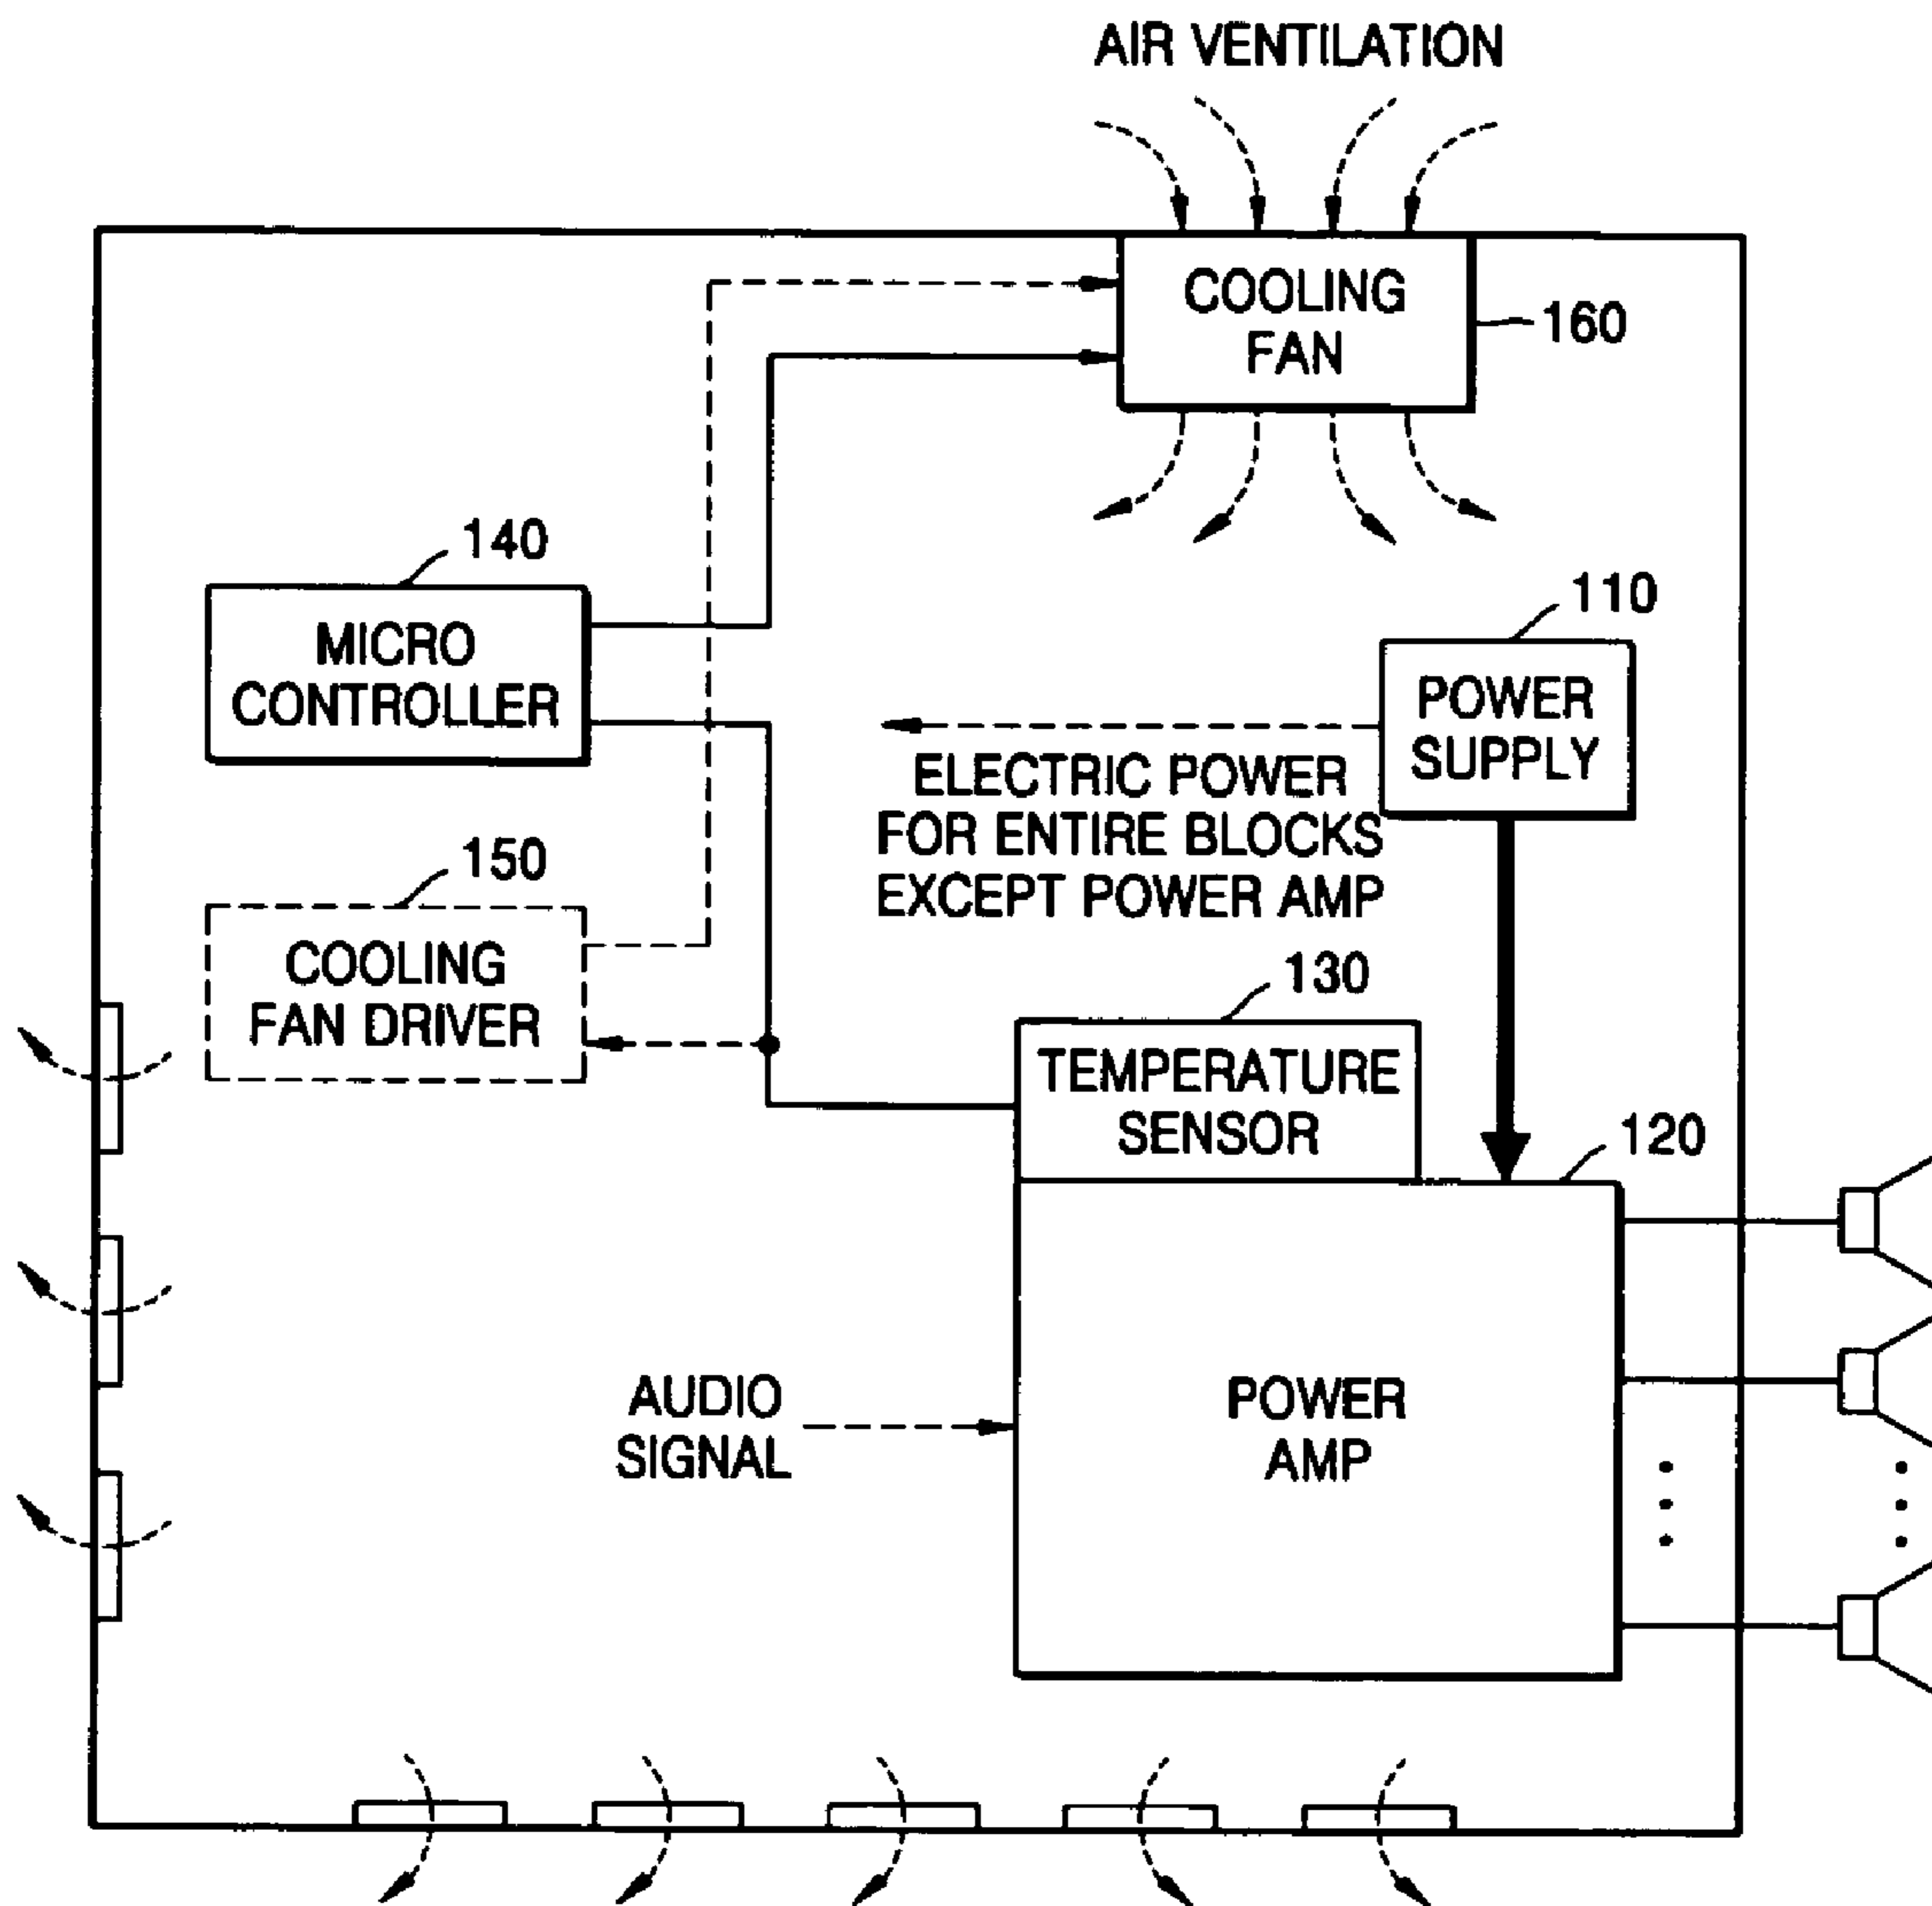 AIR VENTILATION
COOLING
FAN
160
140
MICRO
CONTROLLER
110
POWER
SUPPLY
ELECTRIC POWER
FOR ENTIRE BLOCKS
EXCEPT POWER AMP
150
COOLING
FAN DRIVER
130
TEMPERATURE
SENSOR
120
AUDIO
SIGNAL
POWER
AMP